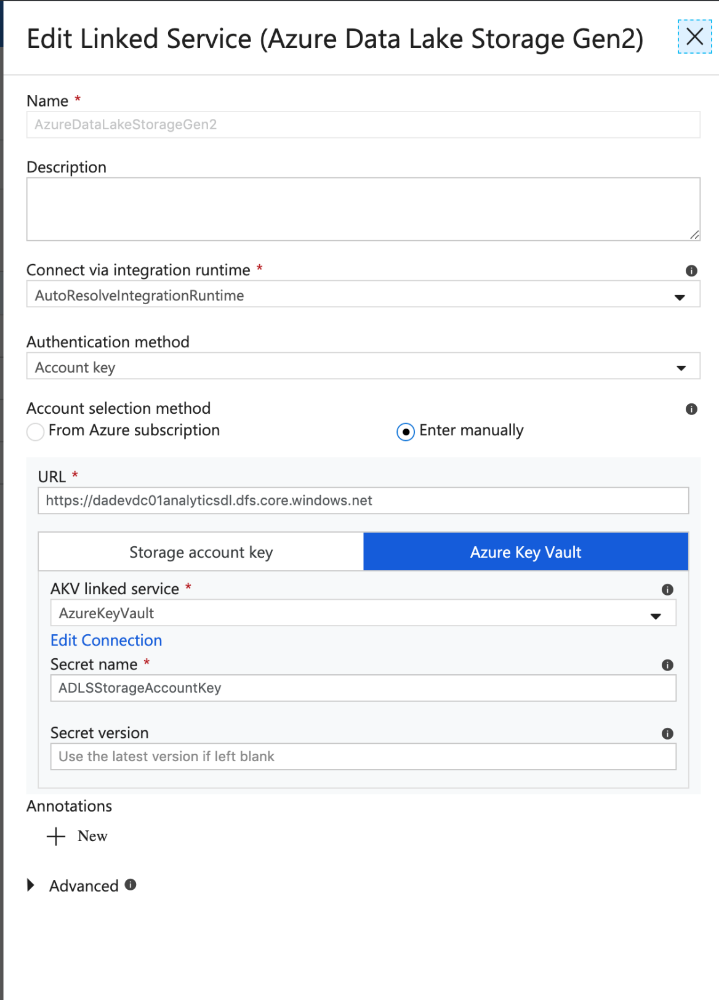 Edit Linked Service (Azure Data Lake Storage Gen2)
Name *
AzureDataLakeStorageGen2
Description
Connect via integration runtime *
AutoResolveIntegrationRuntime
Authentication method
Account key
Account selection method
From Azure subscription
Enter manually
URL *
https://dadevdc01analyticsdl.dfs.core.windows.net
Storage account key
Azure Key Vault
AKV linked service *
AzureKeyVault
Edit Connection
Secret name *
ADLSStorageAccountKey
Secret version
Use the latest version if left blank
Annotations
New
Advanced